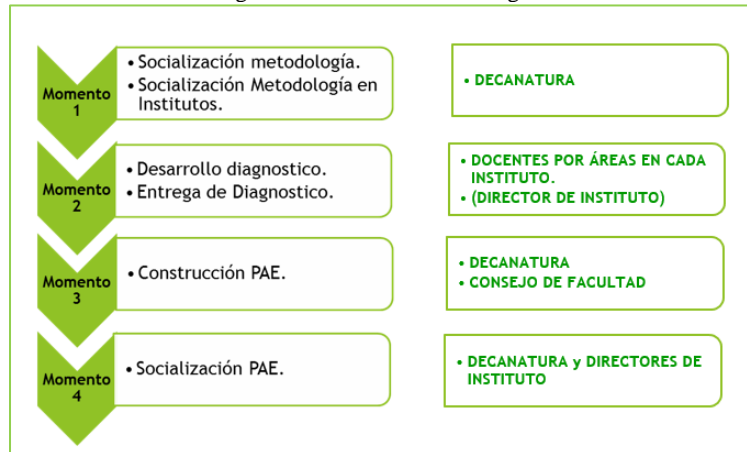 Momento
1
• Socialización metodología.
• Socialización Metodología en
Institutos.
• DECANATURA
Momento
2
• Desarrollo diagnostico.
• Entrega de Diagnostico.
• DOCENTES POR ÁREAS EN CADA
INSTITUTO.
• (DIRECTOR DE INSTITUTO)
Momento
3
• Construcción PAE.
• DECANATURA
• CONSEJO DE FACULTAD
Momento
4
• Socialización PAE.
• DECANATURA y DIRECTORES DE
INSTITUTO